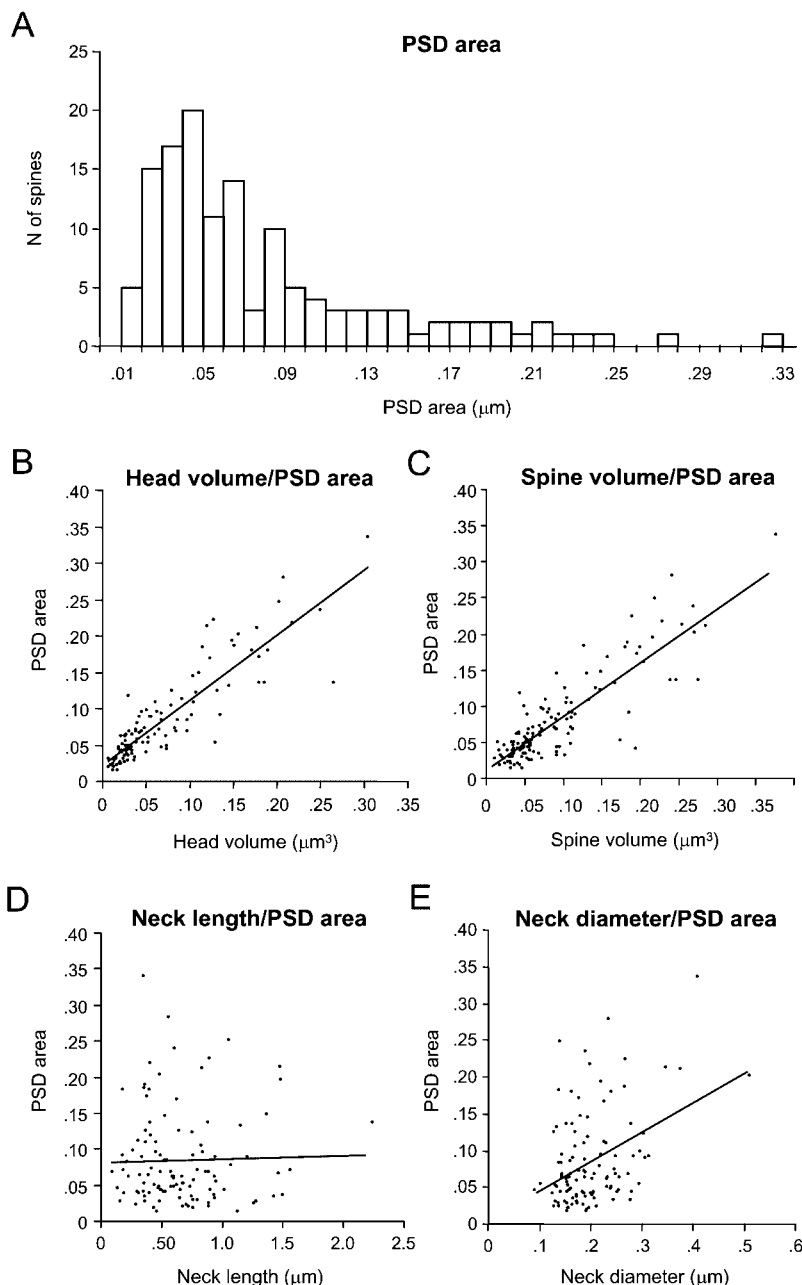 A
PSD area
25
20
15
10
5
0
N of spines
.01 .05 .09 .13 .17 .21 .25 .29 .33
PSD area (μm)
B
Head volume/PSD area
.40
.35
.30
.25
.20
.15
.10
.05
0
PSD area
0 .05 .10 .15 .20 .25 .30 .35
Head volume (μm³)
C
Spine volume/PSD area
.40
.35
.30
.25
.20
.15
.10
.05
0
PSD area
0 .05 .10 .15 .20 .25 .30 .35
Spine volume (μm³)
D
Neck length/PSD area
.40
.35
.30
.25
.20
.15
.10
.05
0
PSD area
0 .50 1.0 1.5 2.0 2.5
Neck length (μm)
E
Neck diameter/PSD area
.40
.35
.30
.25
.20
.15
.10
.05
0
PSD area
0 .1 .2 .3 .4 .5 .6
Neck diameter (μm)